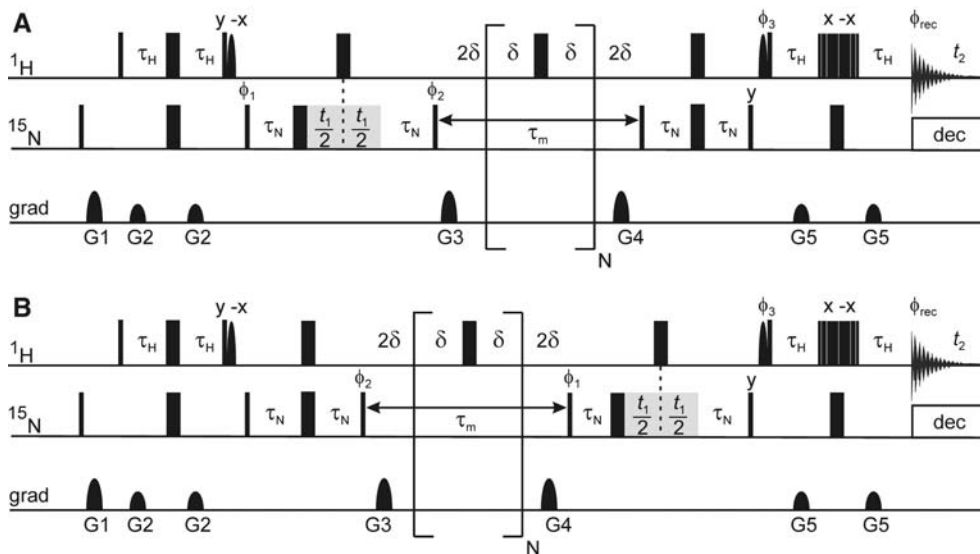 A
y -x
ϕ3
x -x
ϕrec
1H
τH
τH
2δ
δ
δ
2δ
τH
τH
t2
ϕ1
ϕ2
y
15N
τN
t1/2
t1/2
τN
τm
τN
τN
dec
grad
G1
G2
G2
G3
G4
G5
G5
N
B
y -x
ϕ3
x -x
ϕrec
1H
τH
τH
2δ
δ
δ
2δ
τH
τH
t2
ϕ2
ϕ1
y
15N
τN
τN
τm
τN
t1/2
t1/2
τN
dec
grad
G1
G2
G2
G3
G4
G5
G5
N